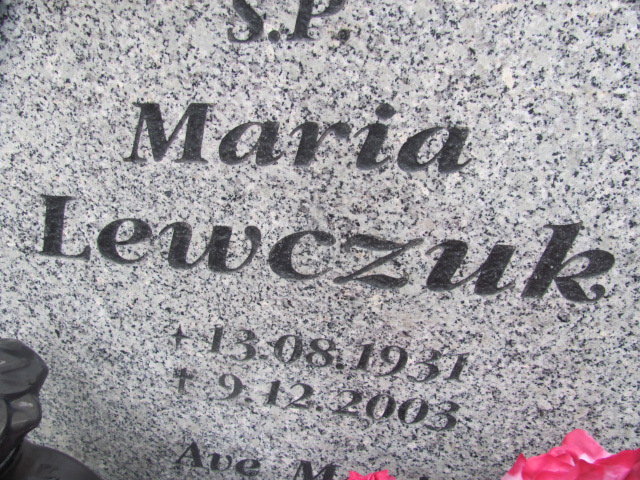 Ś.P.
Maria
Lewczuk
* 13.08.1931
† 9.12.2003
Ave